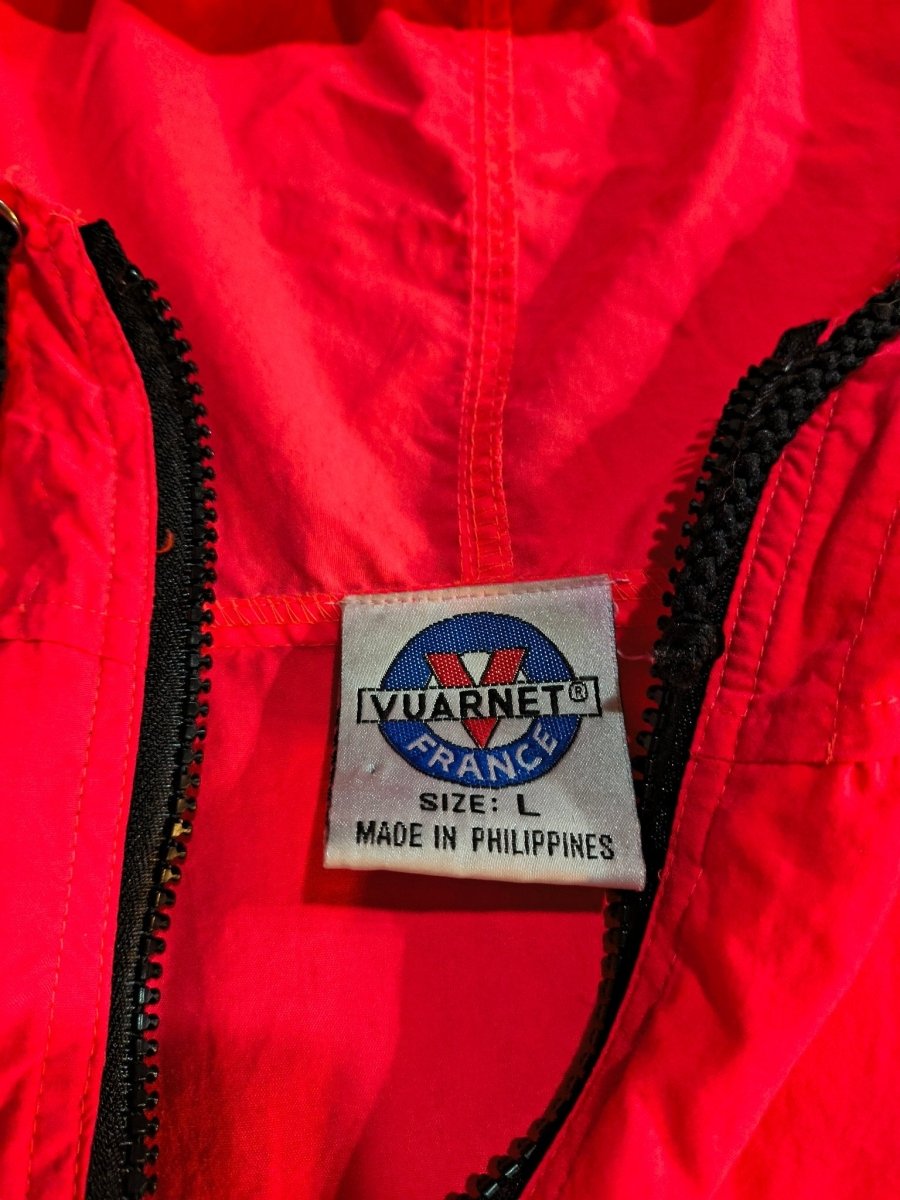 VUARNET®
FRANCE
SIZE: L
MADE IN PHILIPPINES